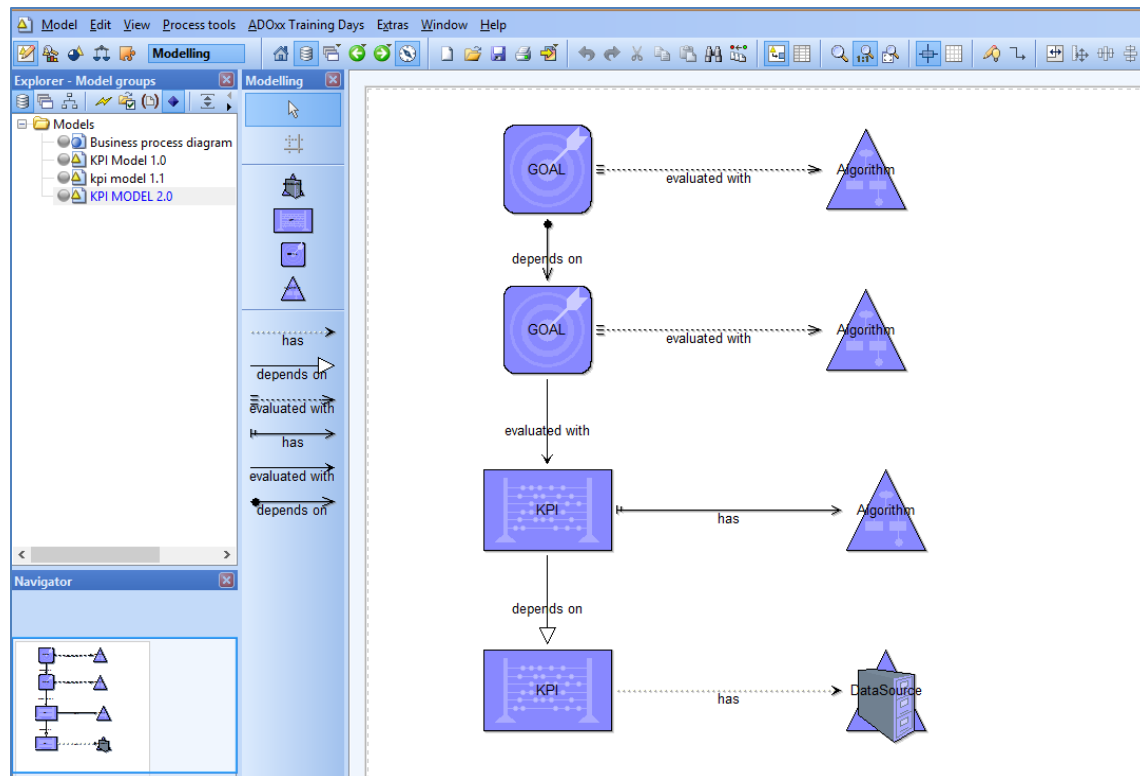 Model Edit View Process tools ADOxx Training Days Extras Window Help
Modelling
1:1
Explorer - Model groups
Modelling
Models
Business process diagram
KPI Model 1.0
kpi model 1.1
KPI MODEL 2.0
has
depends on
evaluated with
has
evaluated with
depends on
Navigator
GOAL
evaluated with
Algorithm
depends on
GOAL
evaluated with
Algorithm
evaluated with
KPI
has
Algorithm
depends on
KPI
has
DataSource